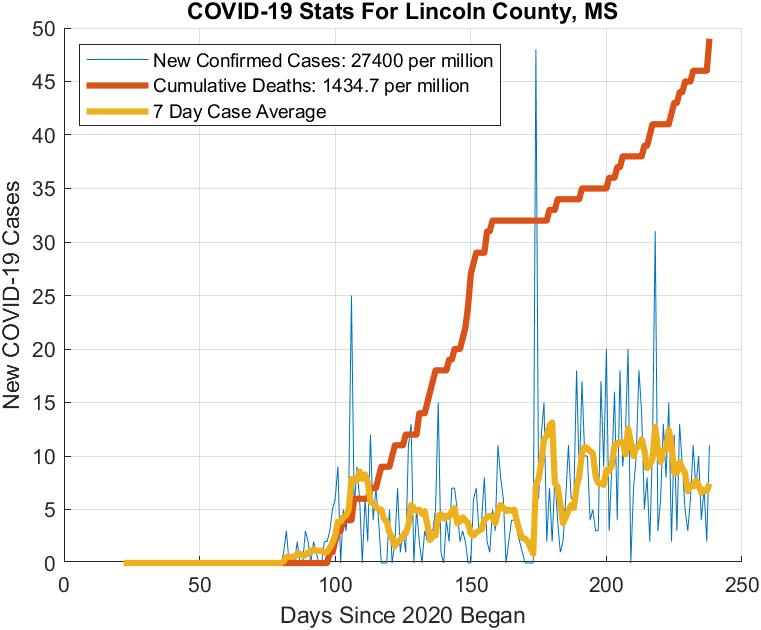 COVID-19 Stats For Lincoln County, MS
New Confirmed Cases: 27400 per million
Cumulative Deaths: 1434.7 per million
7 Day Case Average
New COVID-19 Cases
50
45
40
35
30
25
20
15
10
5
0
0 50 100 150 200 250
Days Since 2020 Began